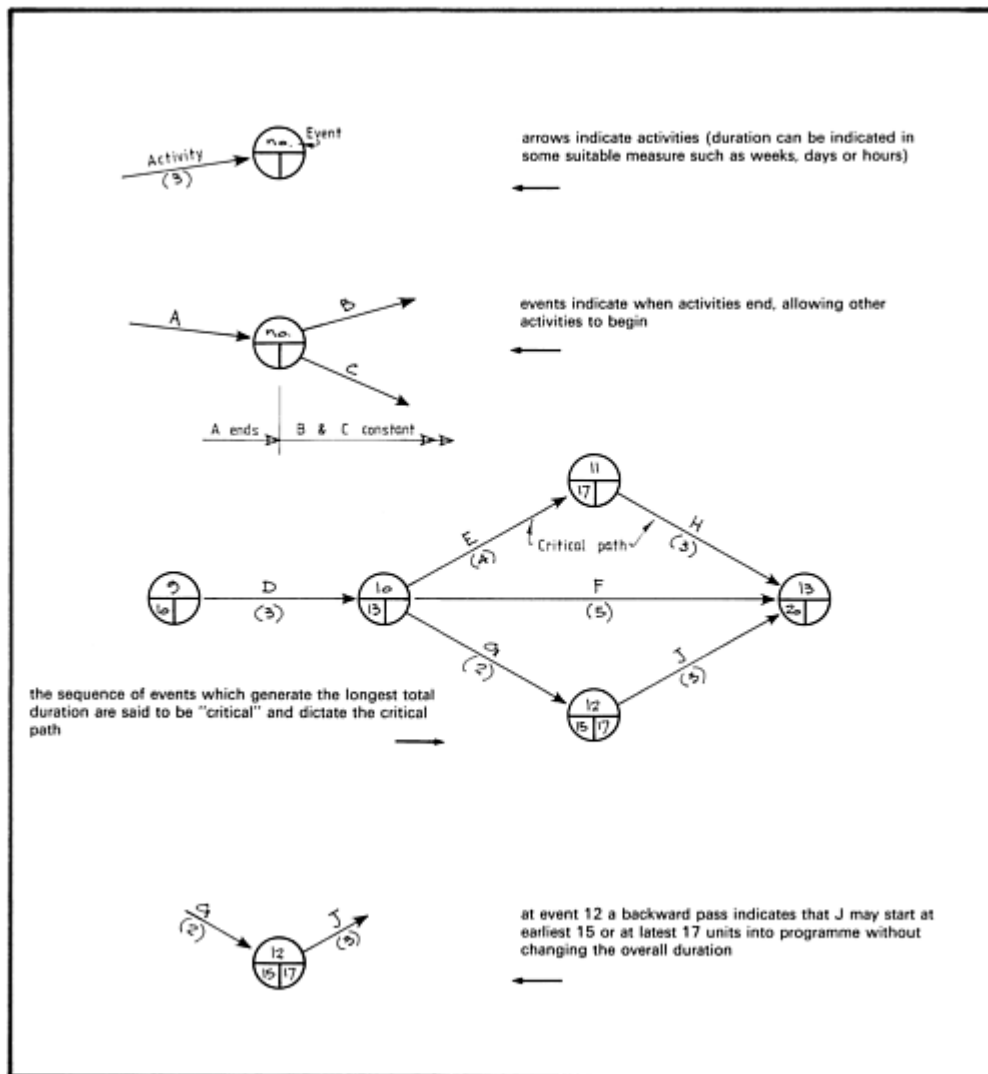 no.
Event
Activity
(3)
arrows indicate activities (duration can be indicated in
some suitable measure such as weeks, days or hours)
A
no.
B
C
events indicate when activities end, allowing other
activities to begin
A ends
B & C constant
11
17
E
(4)
Critical path
H
(3)
9
10
D
(3)
10
13
F
(5)
13
20
G
(2)
J
(3)
12
15 17
the sequence of events which generate the longest total
duration are said to be "critical" and dictate the critical
path
G
(2)
J
(3)
12
15 17
at event 12 a backward pass indicates that J may start at
earliest 15 or at latest 17 units into programme without
changing the overall duration